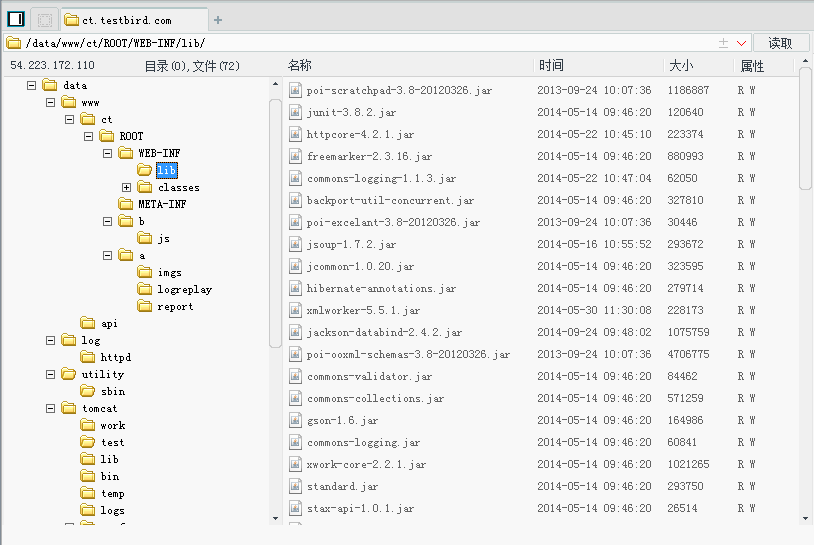 ct.testbird.com
/data/www/ct/ROOT/WEB-INF/lib/ 读取
54.223.172.110 目录(0),文件(72)
data
www
ct
ROOT
WEB-INF
lib
classes
META-INF
b
js
a
imgs
logreplay
report
api
log
httpd
utility
sbin
tomcat
work
test
lib
bin
temp
logs
名称 时间 大小 属性
poi-scratchpad-3.8-20120326.jar 2013-09-24 10:07:36 1186887 R W
junit-3.8.2.jar 2014-05-14 09:46:20 120640 R W
httpcore-4.2.1.jar 2014-05-22 10:45:10 223374 R W
freemarker-2.3.16.jar 2014-05-14 09:46:20 880993 R W
commons-logging-1.1.3.jar 2014-05-22 10:47:04 62050 R W
backport-util-concurrent.jar 2014-05-14 09:46:20 327810 R W
poi-excelant-3.8-20120326.jar 2013-09-24 10:07:36 30446 R W
jsoup-1.7.2.jar 2014-05-16 10:55:52 293672 R W
jcommon-1.0.20.jar 2014-05-14 09:46:20 323595 R W
hibernate-annotations.jar 2014-05-14 09:46:20 279714 R W
xmlworker-5.5.1.jar 2014-05-30 11:30:08 228173 R W
jackson-databind-2.4.2.jar 2014-09-24 09:48:02 1075759 R W
poi-ooxml-schemas-3.8-20120326.jar 2013-09-24 10:07:36 4706775 R W
commons-validator.jar 2014-05-14 09:46:20 84462 R W
commons-collections.jar 2014-05-14 09:46:20 571259 R W
gson-1.6.jar 2014-05-14 09:46:20 164986 R W
commons-logging.jar 2014-05-14 09:46:20 60841 R W
xwork-core-2.2.1.jar 2014-05-14 09:46:20 1021265 R W
standard.jar 2014-05-14 09:46:20 293750 R W
stax-api-1.0.1.jar 2014-05-14 09:46:20 26514 R W